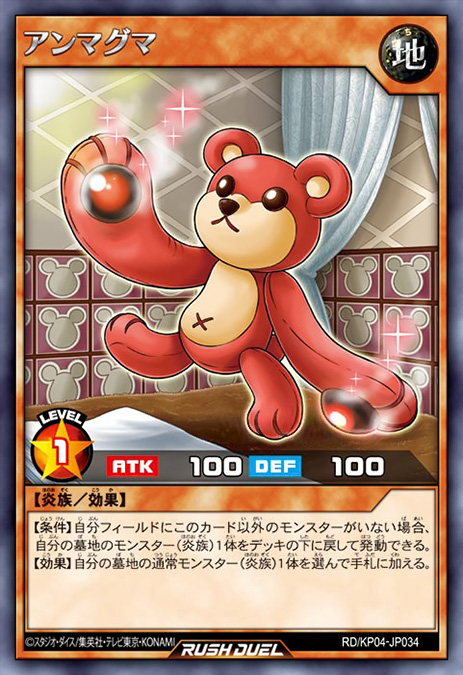 アンマグマ
地
LEVEL
1
ATK 100 DEF 100
【炎族／効果】
【条件】自分フィールドにこのカード以外のモンスターがいない場合、
自分の墓地のモンスター(炎族)1体をデッキの下に戻して発動できる。
【効果】自分の墓地の通常モンスター(炎族)1体を選んで手札に加える。
©スタジオ・ダイス/集英社・テレビ東京・KONAMI
RUSH DUEL
RD/KP04-JP034